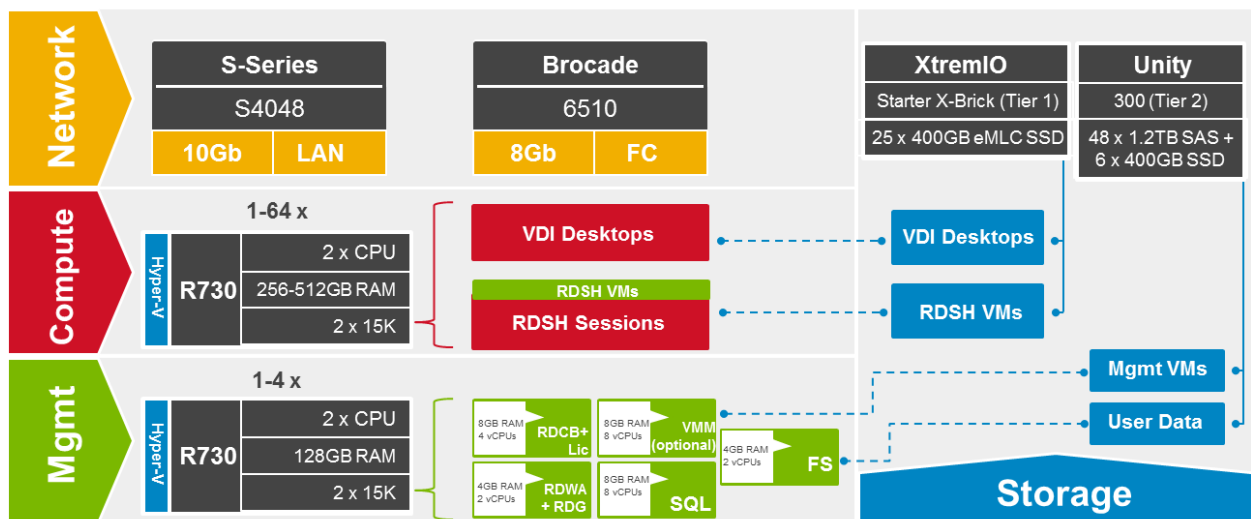 Network
S-Series
S4048
10Gb
LAN
Brocade
6510
8Gb
FC
XtremIO
Starter X-Brick (Tier 1)
25 x 400GB eMLC SSD
Unity
300 (Tier 2)
48 x 1.2TB SAS +
6 x 400GB SSD
Compute
1-64 x
Hyper-V
R730
2 x CPU
256-512GB RAM
2 x 15K
VDI Desktops
RDSH VMs
RDSH Sessions
VDI Desktops
RDSH VMs
Mgmt
1-4 x
Hyper-V
R730
2 x CPU
128GB RAM
2 x 15K
8GB RAM
4 vCPUs
RDCB+
Lic
8GB RAM
8 vCPUs
VMM
(optional)
4GB RAM
2 vCPUs
RDWA
+ RDG
8GB RAM
8 vCPUs
SQL
4GB RAM
2 vCPUs
FS
Mgmt VMs
User Data
Storage